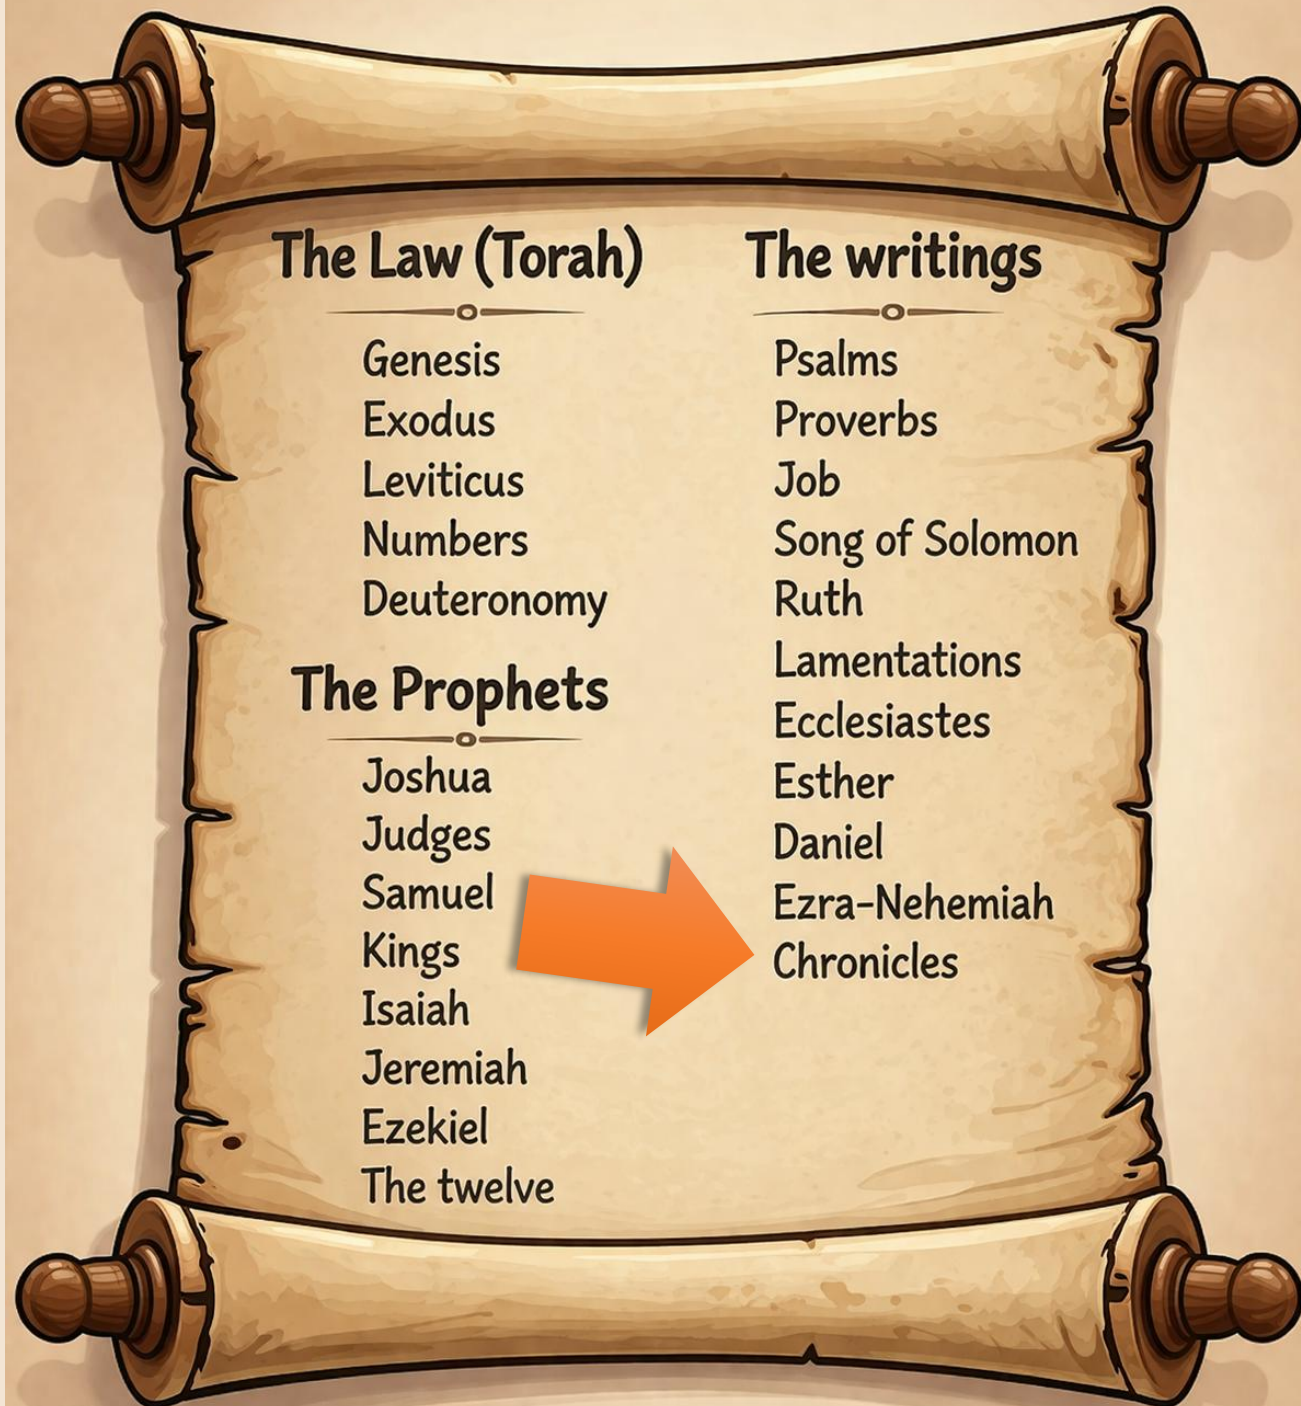 The Law (Torah)
Genesis
Exodus
Leviticus
Numbers
Deuteronomy
The Prophets
Joshua
Judges
Samuel
Kings
Isaiah
Jeremiah
Ezekiel
The twelve
The writings
Psalms
Proverbs
Job
Song of Solomon
Ruth
Lamentations
Ecclesiastes
Esther
Daniel
Ezra-Nehemiah
Chronicles